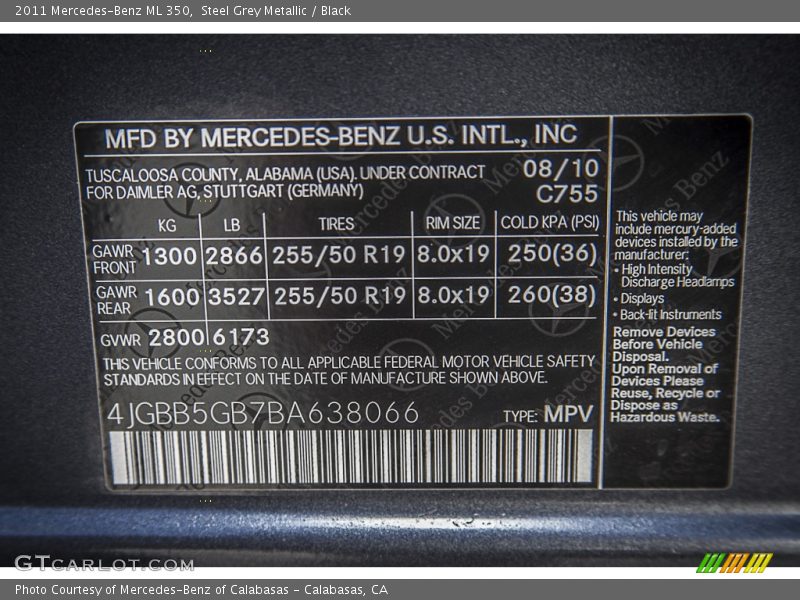 2011 Mercedes-Benz ML 350,  Steel Grey Metallic / Black
MFD BY MERCEDES-BENZ U.S. INTL., INC
TUSCALOOSA COUNTY, ALABAMA (USA). UNDER CONTRACT 08/10
FOR DAIMLER AG, STUTTGART (GERMANY) C755
KG LB TIRES RIM SIZE COLD KPA (PSI)
GAWR FRONT 1300 2866 255/50 R19 8.0x19 250(36)
GAWR REAR 1600 3527 255/50 R19 8.0x19 260(38)
GVWR 2800 6173
THIS VEHICLE CONFORMS TO ALL APPLICABLE FEDERAL MOTOR VEHICLE SAFETY
STANDARDS IN EFFECT ON THE DATE OF MANUFACTURE SHOWN ABOVE.
4JGBB5GB7BA638066 TYPE: MPV
This vehicle may
include mercury-added
devices installed by the
manufacturer:
• High Intensity
Discharge Headlamps
• Displays
• Back-lit Instruments
Remove Devices
Before Vehicle
Disposal.
Upon Removal of
Devices Please
Reuse, Recycle or
Dispose as
Hazardous Waste.
GTCARLOT.COM
Photo Courtesy of Mercedes-Benz of Calabasas - Calabasas, CA